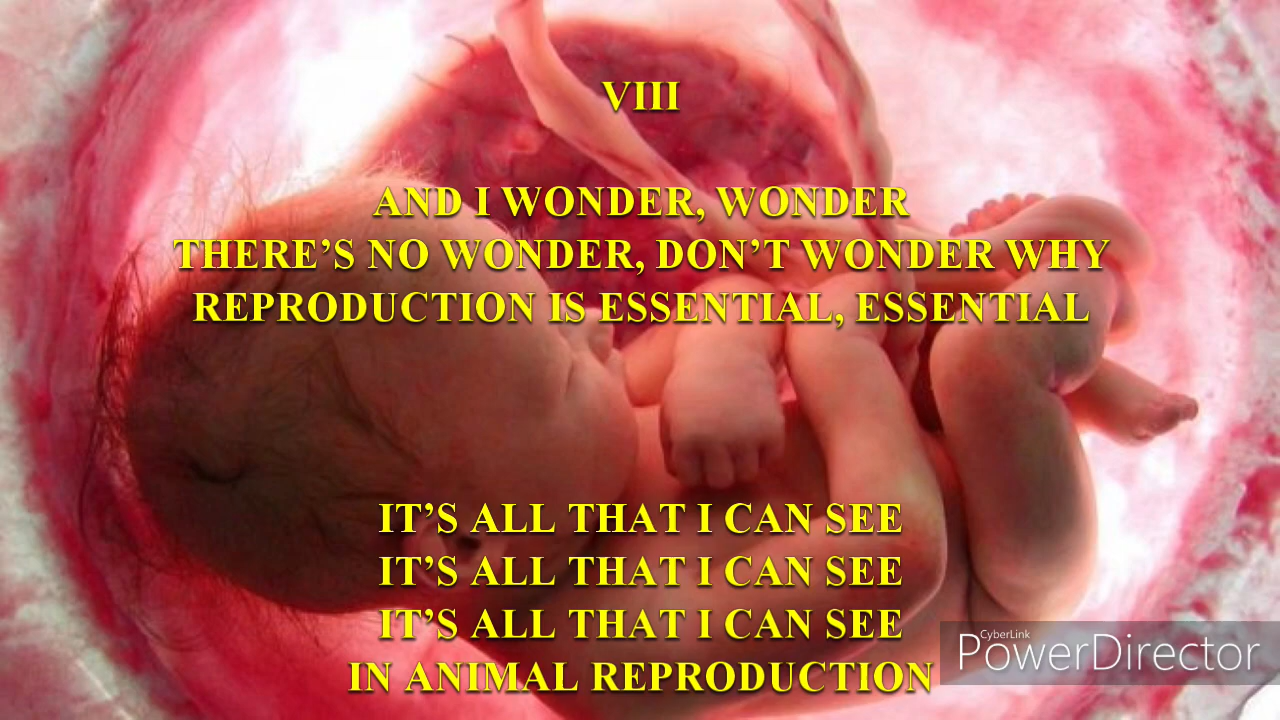 VIII
AND I WONDER, WONDER
THERE’S NO WONDER, DON’T WONDER WHY
REPRODUCTION IS ESSENTIAL, ESSENTIAL
IT’S ALL THAT I CAN SEE
IT’S ALL THAT I CAN SEE
IT’S ALL THAT I CAN SEE
IN ANIMAL REPRODUCTION
CyberLink
PowerDirector